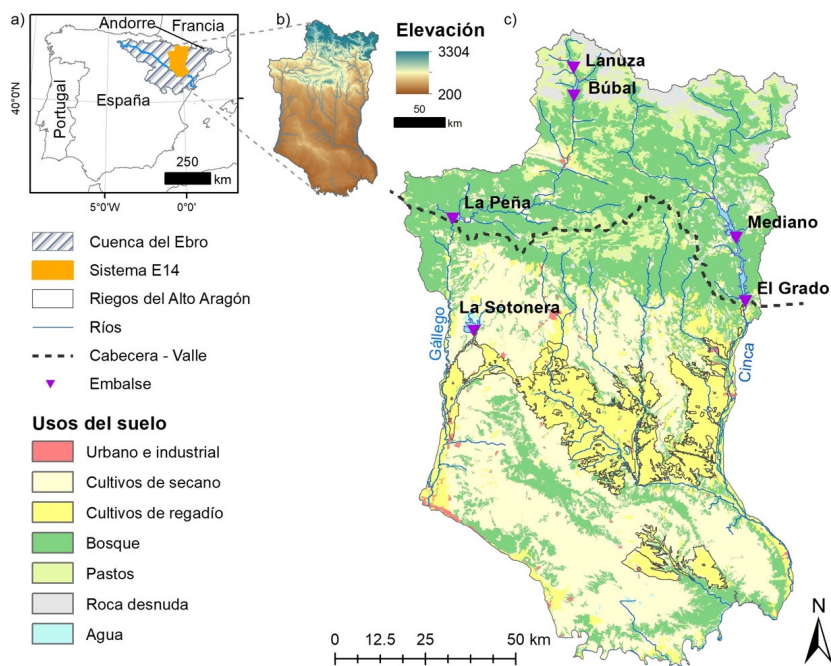 a)
Andorre
Francia
Portugal
España
40°0'0"N
250
km
5°0'W
0°0'
b)
Elevación
3304
200
50
km
c)
Lanuza
Búbal
La Peña
Mediano
El Grado
La Sotonera
Gállego
Cinca
Cuenca del Ebro
Sistema E14
Riegos del Alto Aragón
Ríos
Cabecera - Valle
Embalse
Usos del suelo
Urbano e industrial
Cultivos de secano
Cultivos de regadío
Bosque
Pastos
Roca desnuda
Agua
0 12.5 25 50 km
N